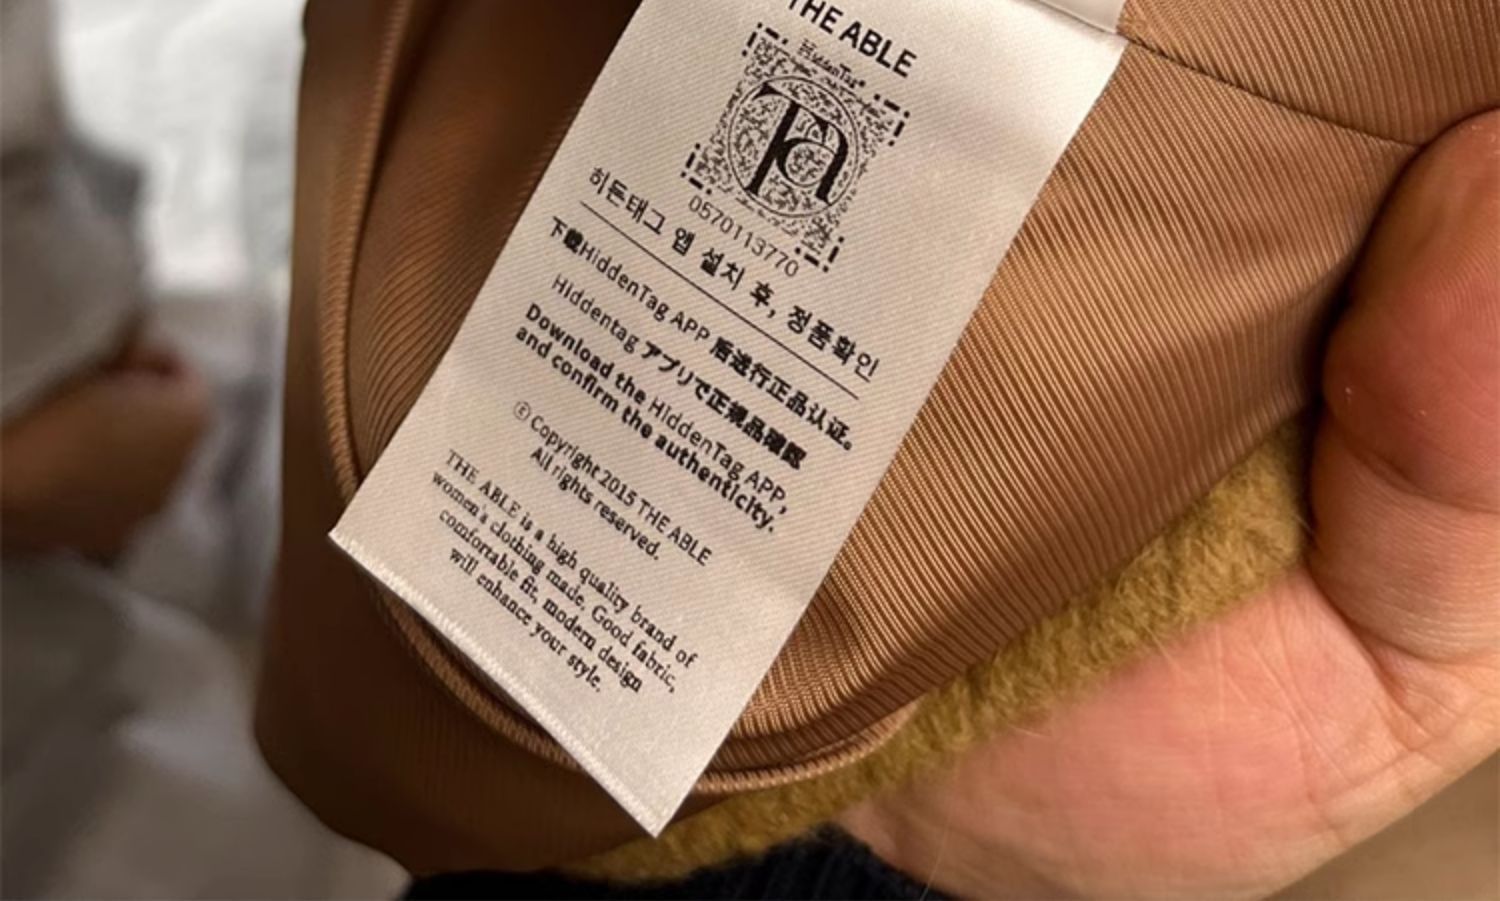 THE ABLE
HiddenTag
Ta
0570113770
히든태그 앱 설치 후, 정품확인
下载HiddenTag APP 后进行正品认证。
Hiddentag アプリで正規品確認
Download the HiddenTag APP,
and confirm the authenticity.
ⓒ Copyright 2015 THE ABLE
All rights reserved.
THE ABLE is a high quality brand of
women's clothing made. Good fabric,
comfortable fit, modern design
will enhance your style.